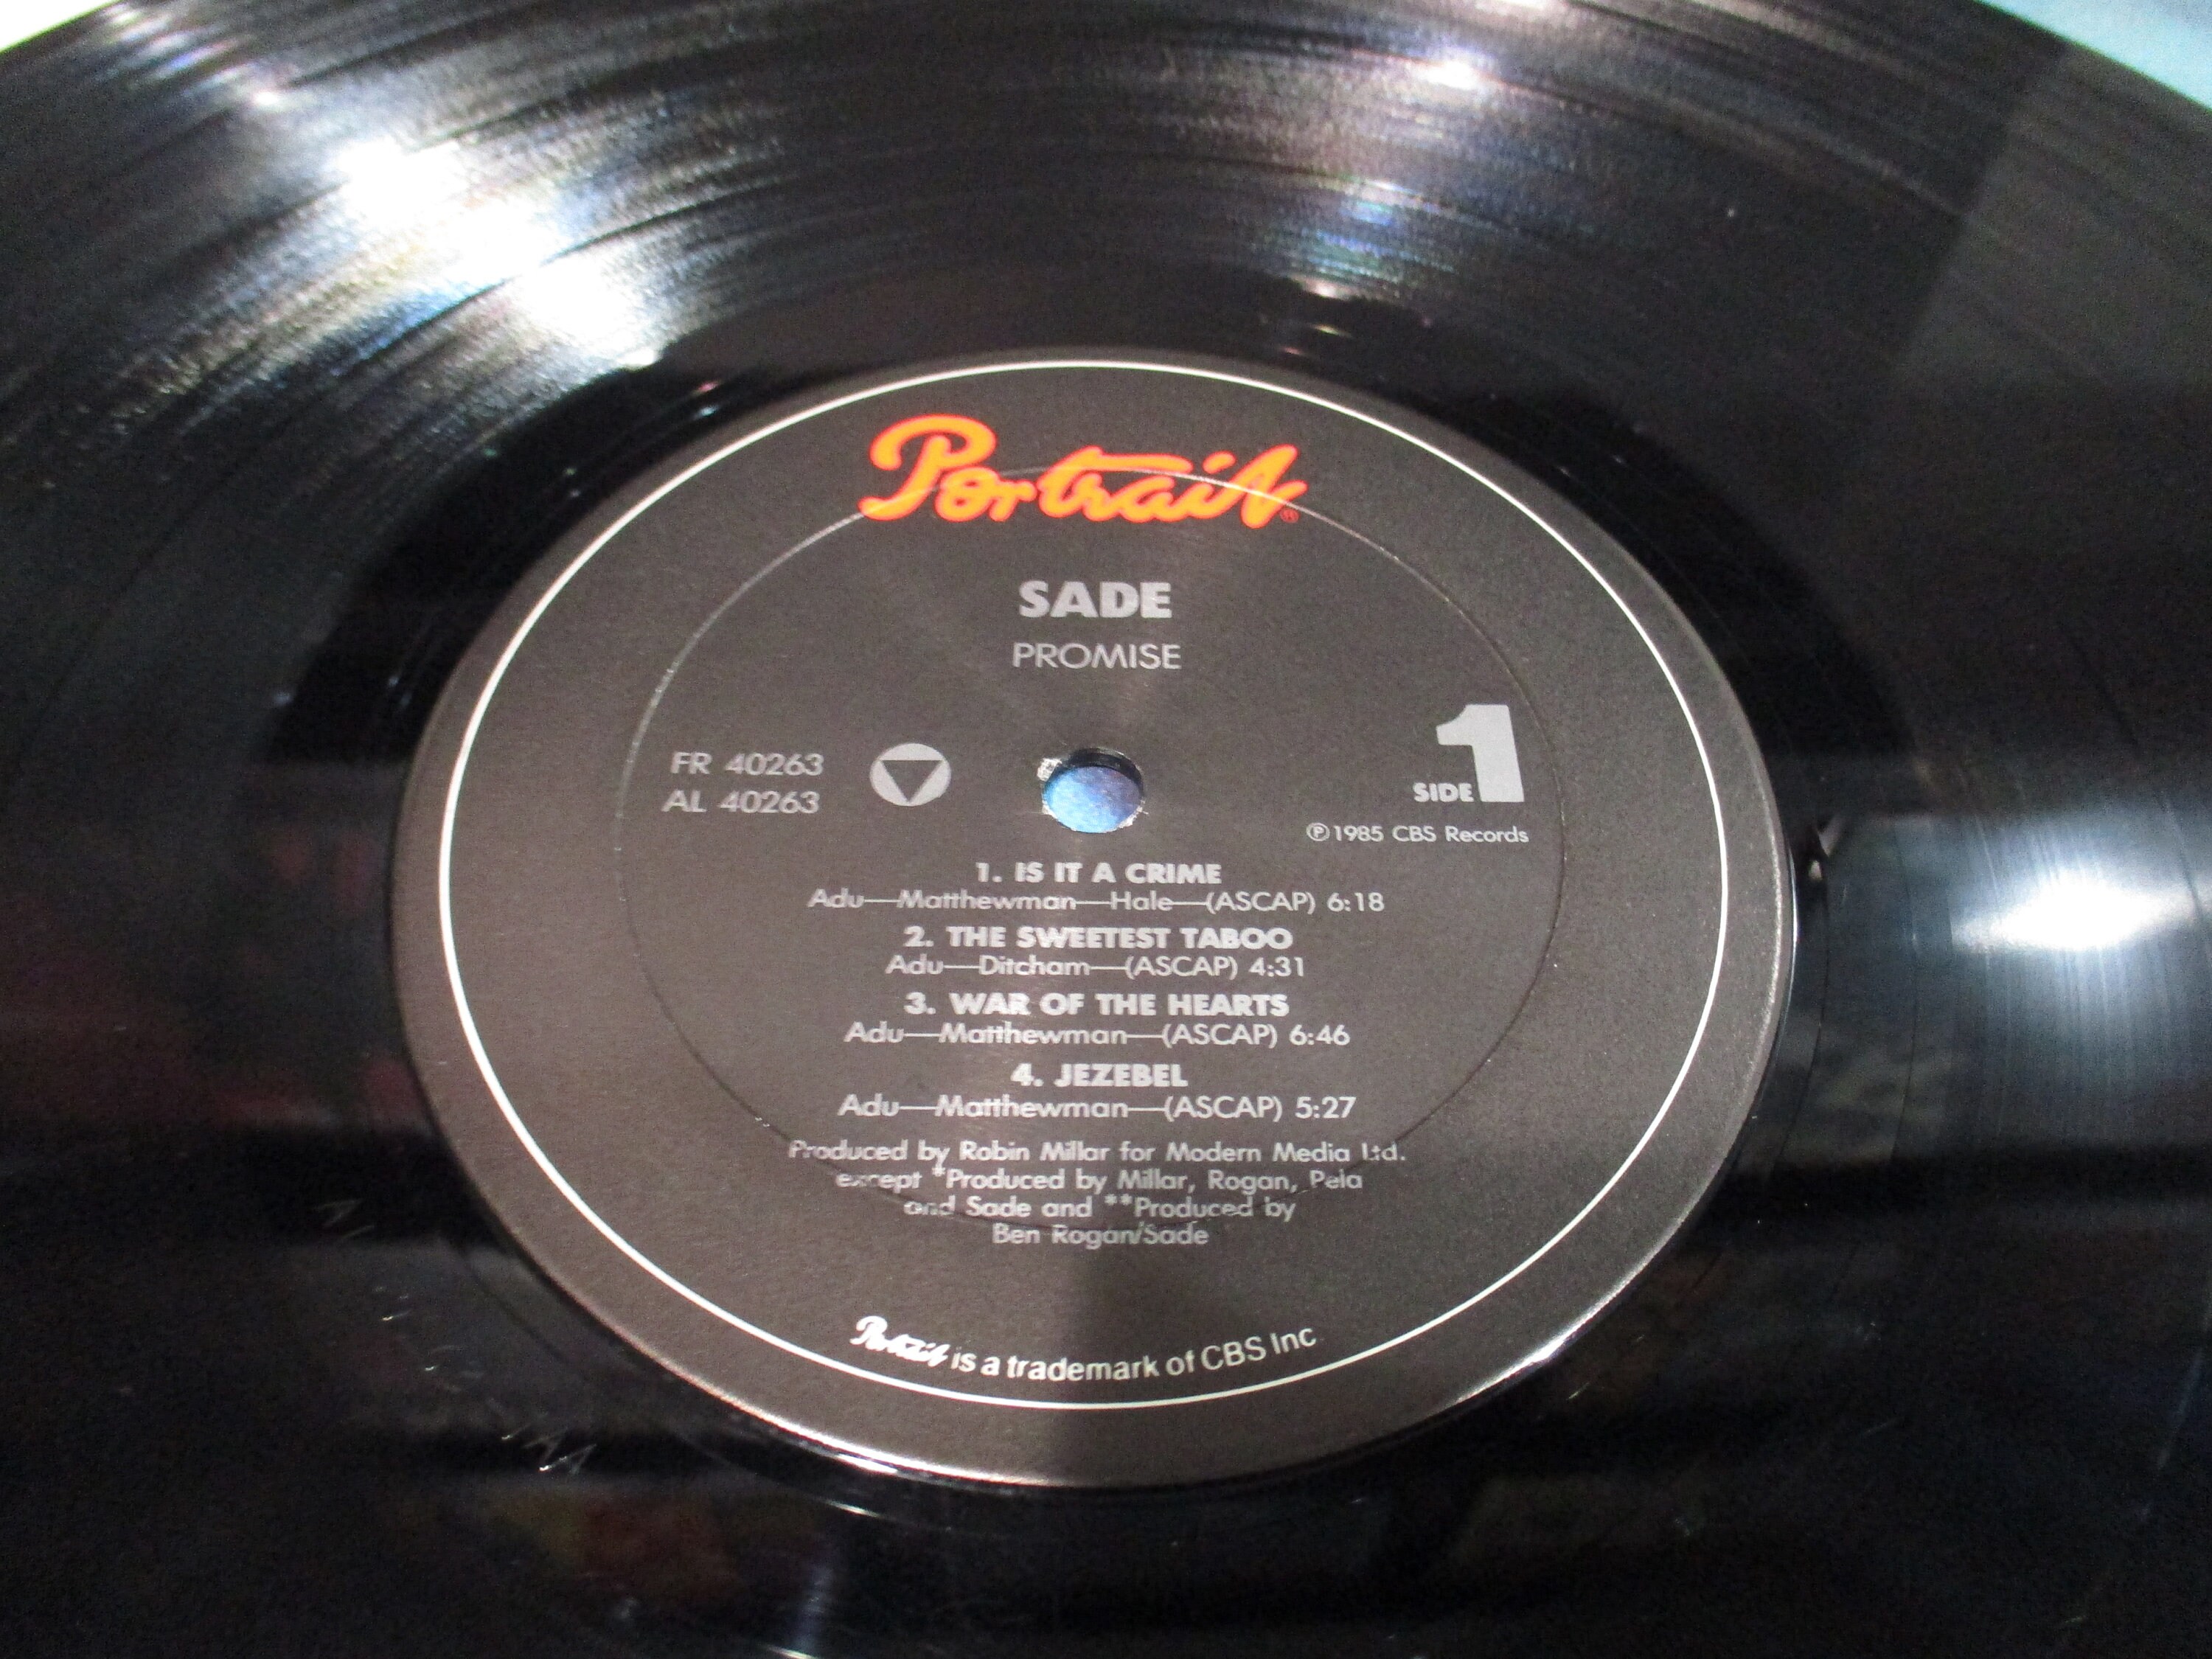 Portrait®
SADE
PROMISE
FR 40263
AL 40263
SIDE 1
℗1985 CBS Records
1. IS IT A CRIME
Adu—Matthewman—Hale—(ASCAP) 6:18
2. THE SWEETEST TABOO
Adu—Ditcham—(ASCAP) 4:31
3. WAR OF THE HEARTS
Adu—Matthewman—(ASCAP) 6:46
4. JEZEBEL
Adu—Matthewman—(ASCAP) 5:27
Produced by Robin Millar for Modern Media Ltd.
except *Produced by Millar, Rogan, Pela
and Sade and **Produced by
Ben Rogan/Sade
Portrait is a trademark of CBS Inc